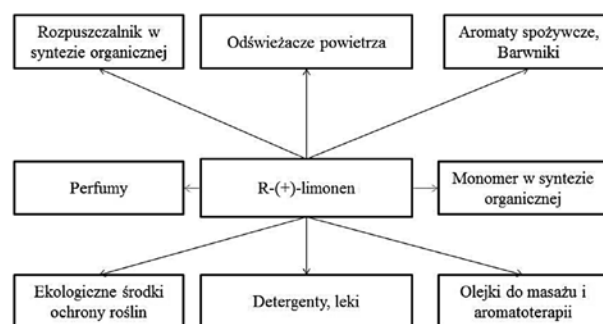 Rozpuszczalnik w
syntezie organicznej
Odświeżacze powietrza
Aromaty spożywcze,
Barwniki
Perfumy
R-(+)-limonen
Monomer w syntezie
organicznej
Ekologiczne środki
ochrony roślin
Detergenty, leki
Olejki do masażu i
aromatoterapii